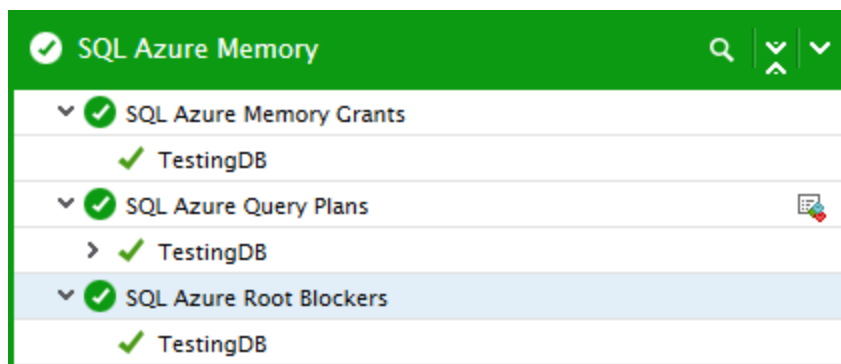 SQL Azure Memory
SQL Azure Memory Grants
TestingDB
SQL Azure Query Plans
TestingDB
SQL Azure Root Blockers
TestingDB